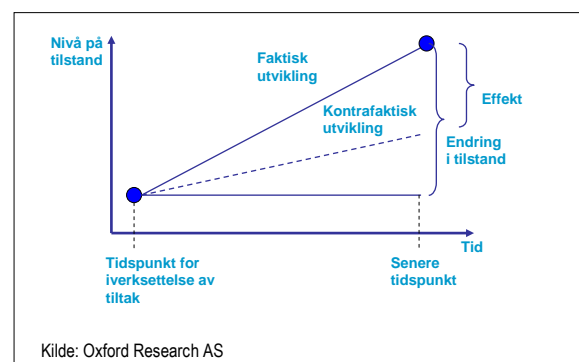 Nivå på
tilstand
Faktisk
utvikling
Effekt
Kontrafaktisk
utvikling
Endring
i tilstand
Tid
Tidspunkt for
iverksettelse av
tiltak
Senere
tidspunkt
Kilde: Oxford Research AS